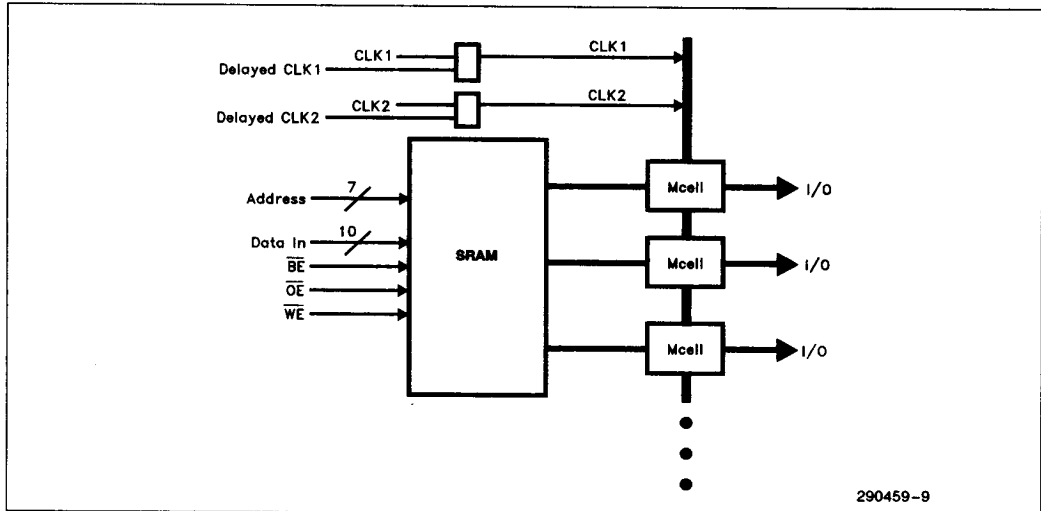 CLK1
CLK1
Delayed CLK1
CLK2
CLK2
Delayed CLK2
7
Address
10
Data In
BE
OE
WE
SRAM
Mcell
I/O
Mcell
I/O
Mcell
I/O
290459-9